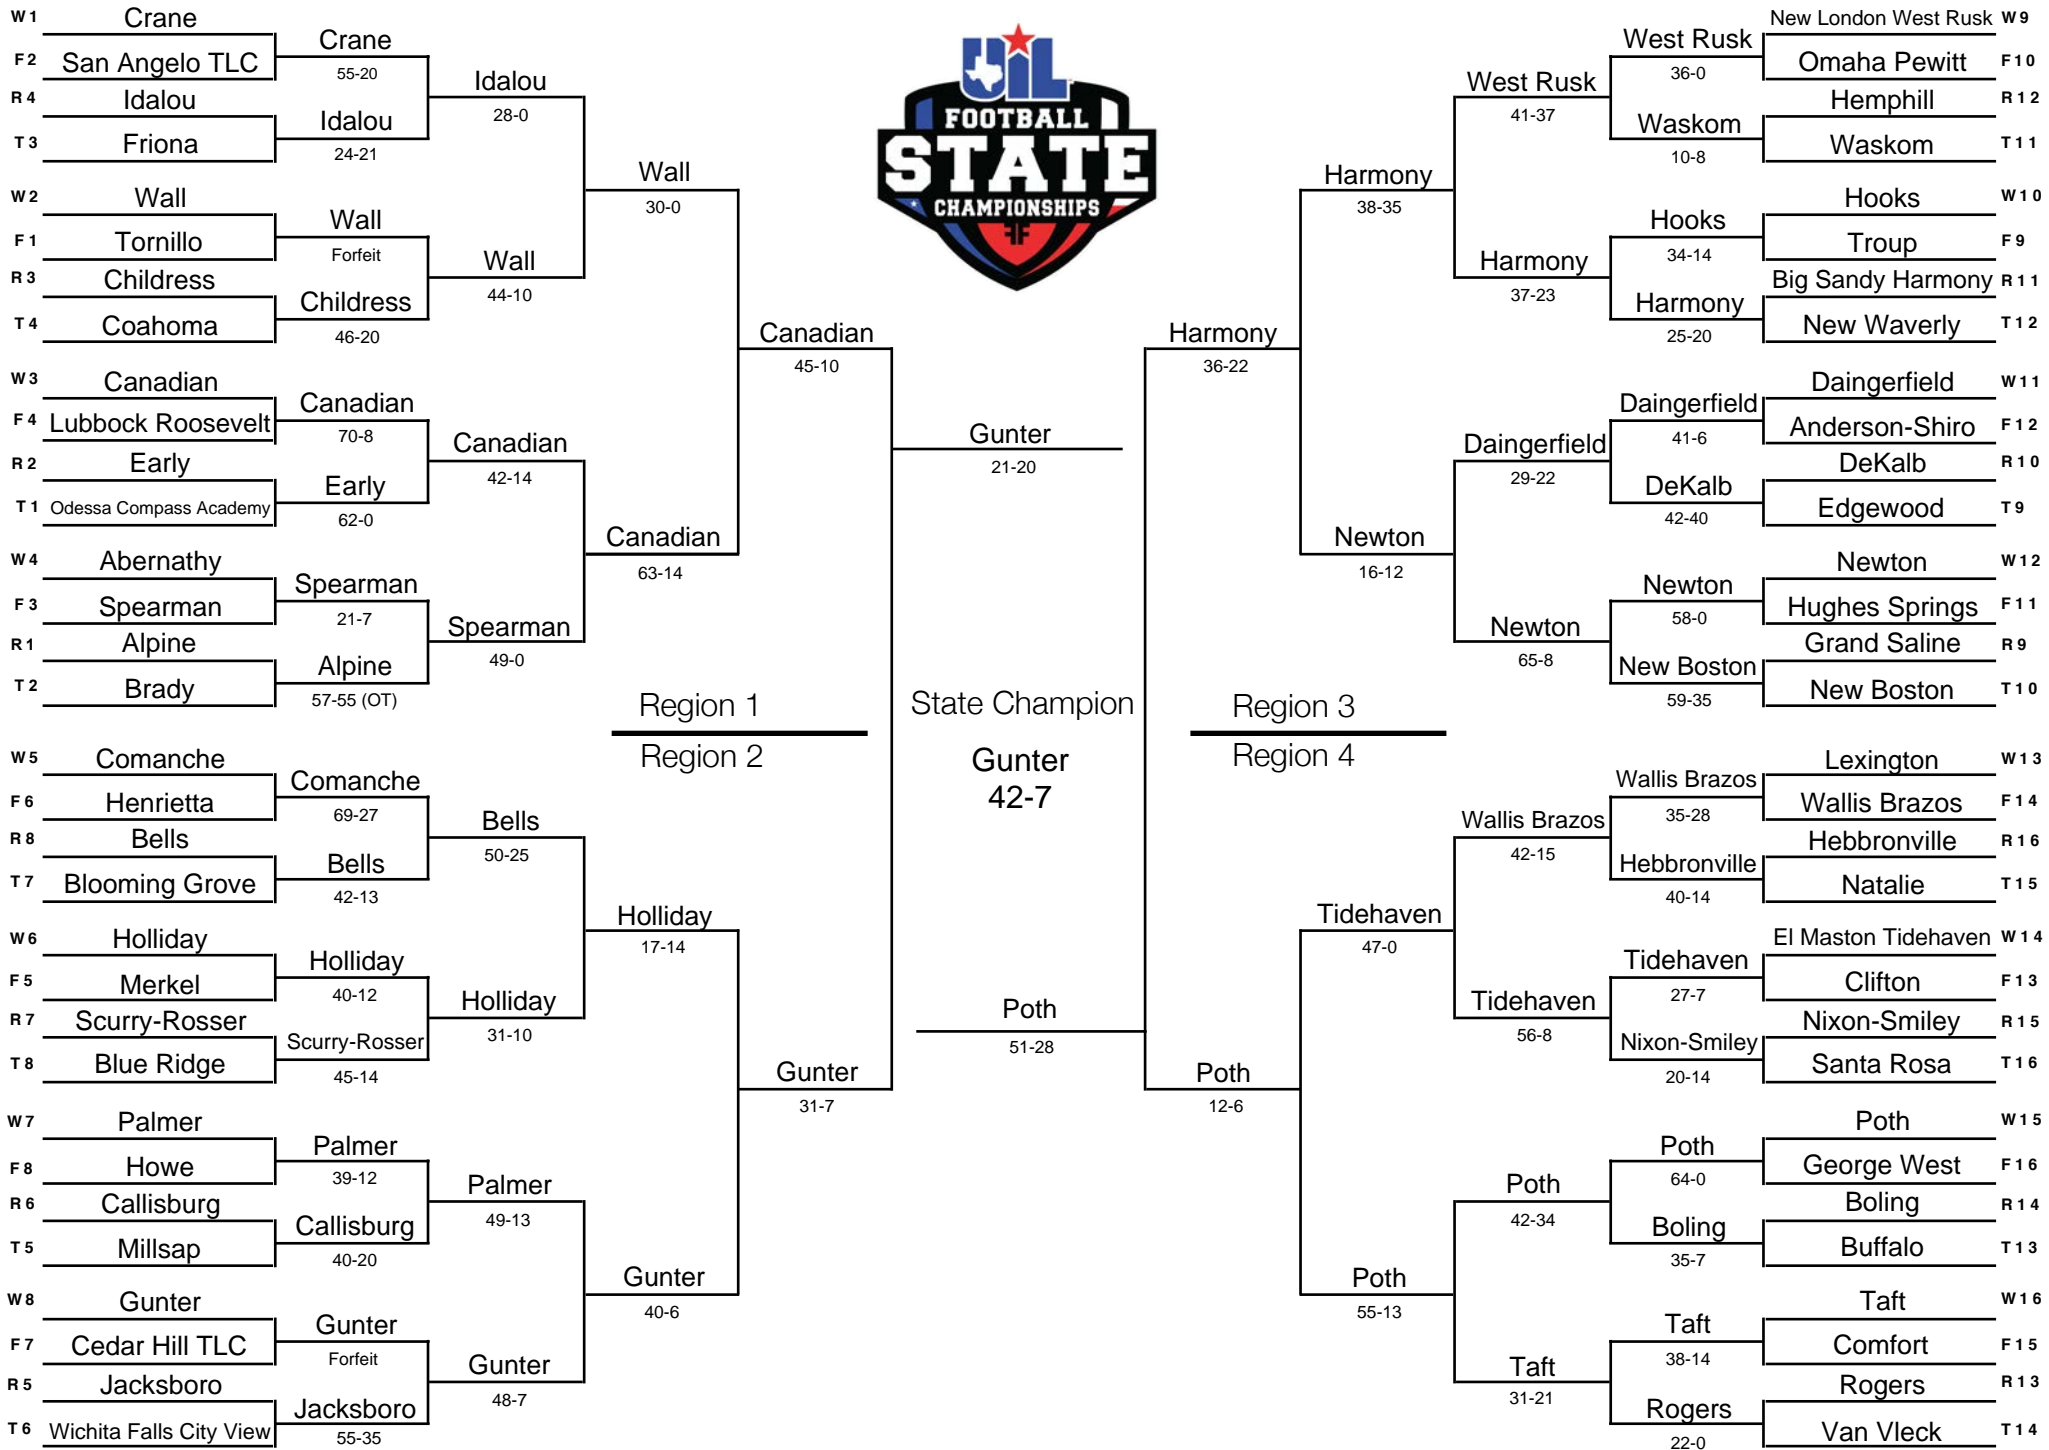 W1 Crane
F2 San Angelo TLC
R4 Idalou
T3 Friona
W2 Wall
F1 Tornillo
R3 Childress
T4 Coahoma
W3 Canadian
F4 Lubbock Roosevelt
R2 Early
T1 Odessa Compass Academy
W4 Abernathy
F3 Spearman
R1 Alpine
T2 Brady
W5 Comanche
F6 Henrietta
R8 Bells
T7 Blooming Grove
W6 Holliday
F5 Merkel
R7 Scurry-Rosser
T8 Blue Ridge
W7 Palmer
F8 Howe
R6 Callisburg
T5 Millsap
W8 Gunter
F7 Cedar Hill TLC
R5 Jacksboro
T6 Wichita Falls City View
Crane
55-20
Idalou
24-21
Wall
Forfeit
Childress
46-20
Canadian
70-8
Early
62-0
Spearman
21-7
Alpine
57-55 (OT)
Comanche
69-27
Bells
42-13
Holliday
40-12
Scurry-Rosser
45-14
Palmer
39-12
Callisburg
40-20
Gunter
Forfeit
Jacksboro
55-35
Idalou
28-0
Wall
44-10
Canadian
42-14
Spearman
49-0
Bells
50-25
Holliday
31-10
Palmer
49-13
Gunter
48-7
Wall
30-0
Canadian
63-14
Holliday
17-14
Gunter
40-6
Canadian
45-10
Gunter
31-7
Region 1
Region 2
UIL
FOOTBALL
STATE
CHAMPIONSHIPS
Gunter
21-20
State Champion
Gunter
42-7
Poth
51-28
Region 3
Region 4
Harmony
36-22
Poth
12-6
Harmony
38-35
Newton
16-12
Tidehaven
47-0
Poth
55-13
West Rusk
41-37
Harmony
37-23
Daingerfield
29-22
Newton
65-8
Wallis Brazos
42-15
Tidehaven
56-8
Poth
42-34
Taft
31-21
West Rusk
36-0
Waskom
10-8
Hooks
34-14
Harmony
25-20
Daingerfield
41-6
DeKalb
42-40
Newton
58-0
New Boston
59-35
Wallis Brazos
35-28
Hebbronville
40-14
Tidehaven
27-7
Nixon-Smiley
20-14
Poth
64-0
Boling
35-7
Taft
38-14
Rogers
22-0
New London West Rusk W9
Omaha Pewitt F10
Hemphill R12
Waskom T11
Hooks W10
Troup F9
Big Sandy Harmony R11
New Waverly T12
Daingerfield W11
Anderson-Shiro F12
DeKalb R10
Edgewood T9
Newton W12
Hughes Springs F11
Grand Saline R9
New Boston T10
Lexington W13
Wallis Brazos F14
Hebbronville R16
Natalie T15
El Maston Tidehaven W14
Clifton F13
Nixon-Smiley R15
Santa Rosa T16
Poth W15
George West F16
Boling R14
Buffalo T13
Taft W16
Comfort F15
Rogers R13
Van Vleck T14